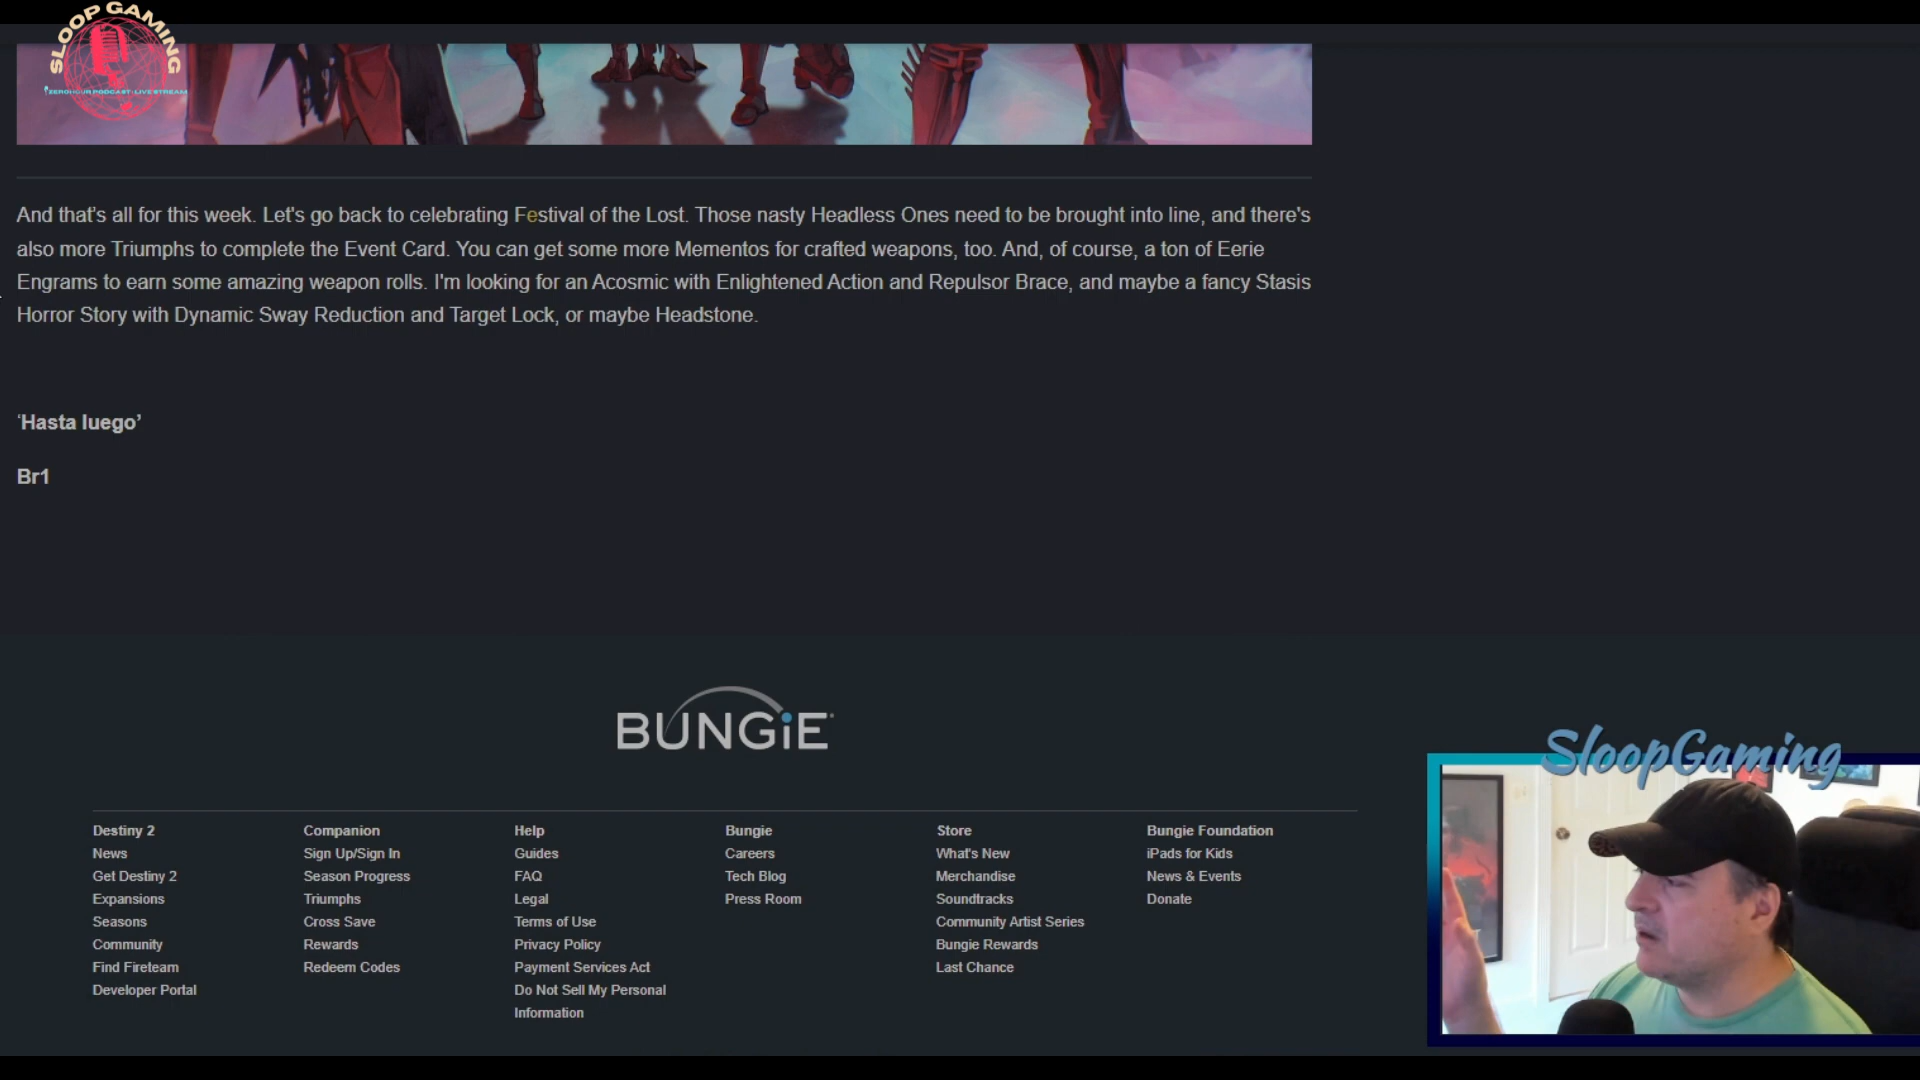 SLOOP GAMING
ZEROHOUR PODCAST LIVE STREAM
And that's all for this week. Let's go back to celebrating Festival of the Lost. Those nasty Headless Ones need to be brought into line, and there's
also more Triumphs to complete the Event Card. You can get some more Mementos for crafted weapons, too. And, of course, a ton of Eerie
Engrams to earn some amazing weapon rolls. I'm looking for an Acosmic with Enlightened Action and Repulsor Brace, and maybe a fancy Stasis
Horror Story with Dynamic Sway Reduction and Target Lock, or maybe Headstone.
‘Hasta luego’
Br1
BUNGiE
SloopGaming
Destiny 2
News
Get Destiny 2
Expansions
Seasons
Community
Find Fireteam
Developer Portal
Companion
Sign Up/Sign In
Season Progress
Triumphs
Cross Save
Rewards
Redeem Codes
Help
Guides
FAQ
Legal
Terms of Use
Privacy Policy
Payment Services Act
Do Not Sell My Personal
Information
Bungie
Careers
Tech Blog
Press Room
Store
What's New
Merchandise
Soundtracks
Community Artist Series
Bungie Rewards
Last Chance
Bungie Foundation
iPads for Kids
News & Events
Donate